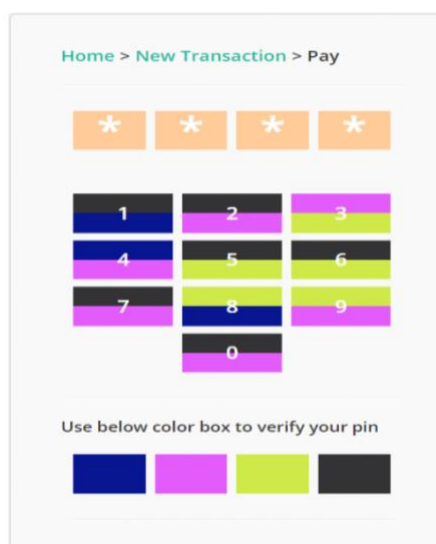 Home > New Transaction > Pay
* * * *
1 2 3
4 5 6
7 8 9
0
Use below color box to verify your pin